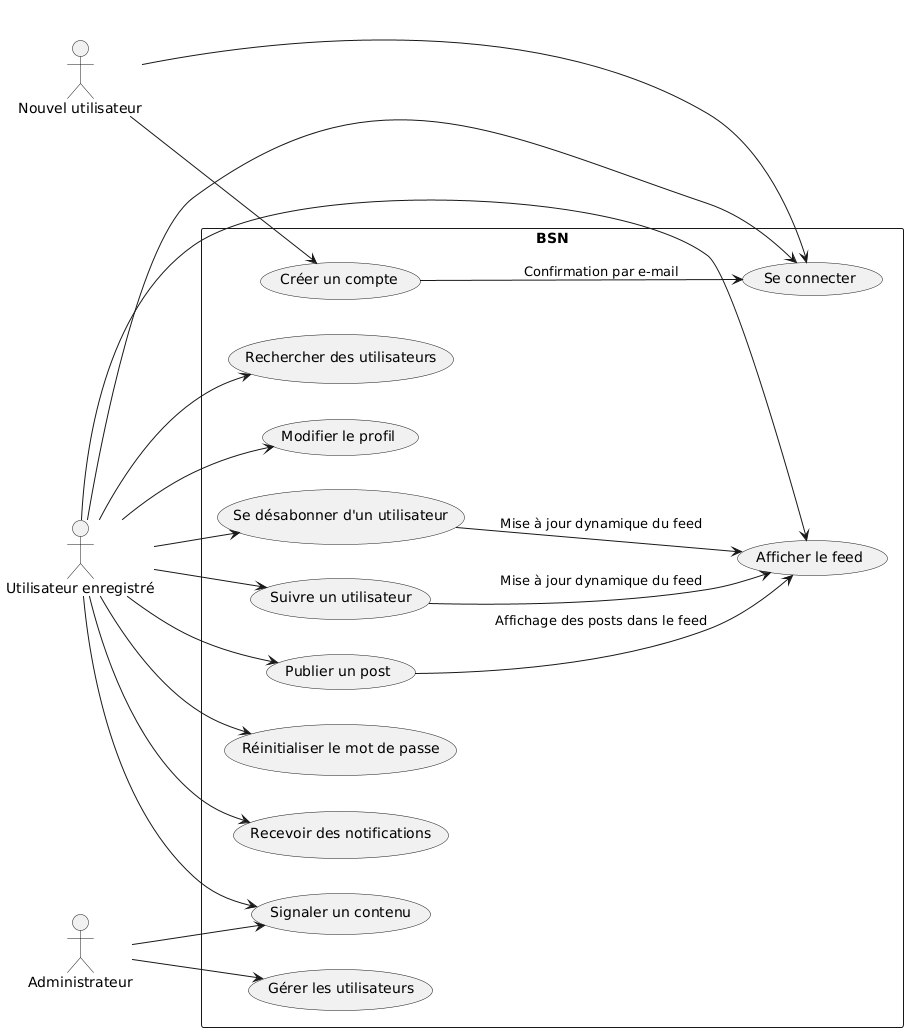 Nouvel utilisateur
BSN
Créer un compte
Confirmation par e-mail
Se connecter
Rechercher des utilisateurs
Modifier le profil
Se désabonner d'un utilisateur
Mise à jour dynamique du feed
Afficher le feed
Utilisateur enregistré
Suivre un utilisateur
Mise à jour dynamique du feed
Affichage des posts dans le feed
Publier un post
Réinitialiser le mot de passe
Recevoir des notifications
Signaler un contenu
Administrateur
Gérer les utilisateurs